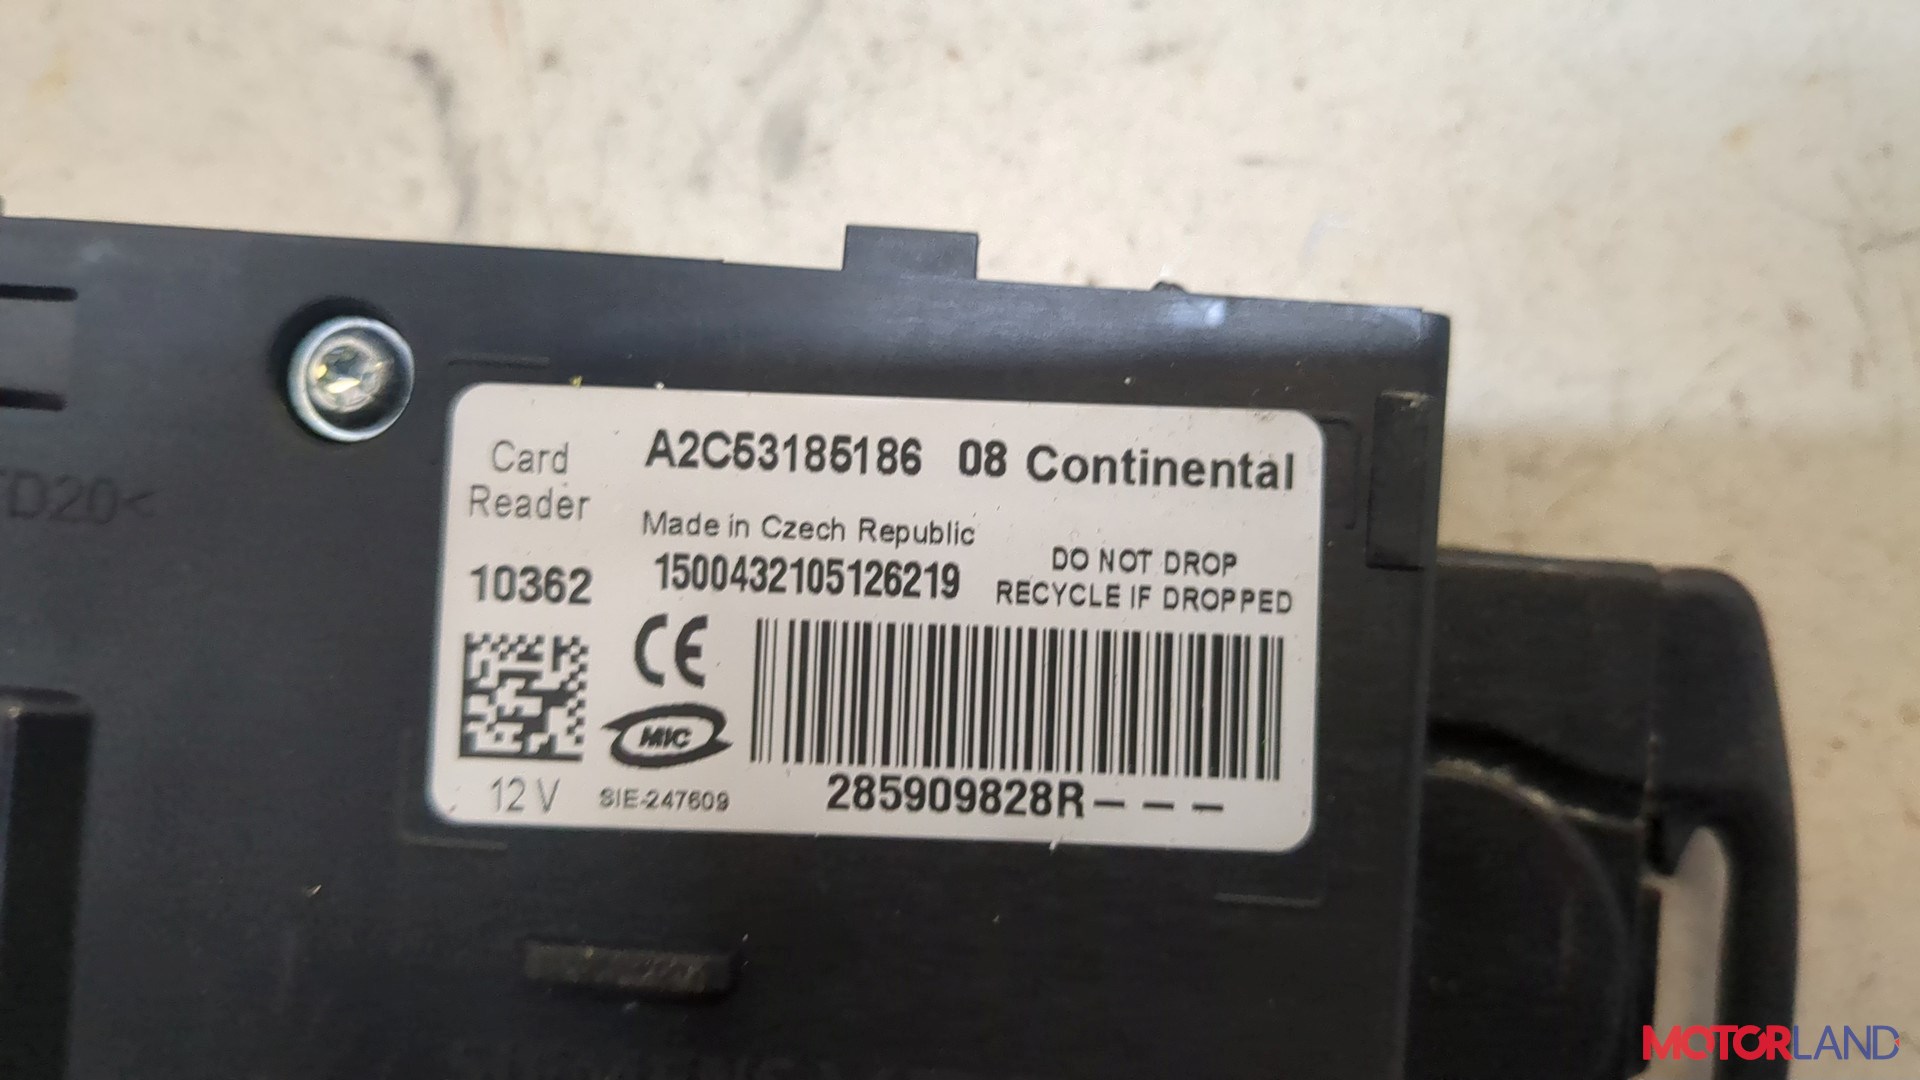 Card
Reader
A2C53185186 08 Continental
Made in Czech Republic
10362
1500432105126219
DO NOT DROP
RECYCLE IF DROPPED
CE
MIC
12 V
SIE-247609
285909828R– – –
D20<
MOTORLAND